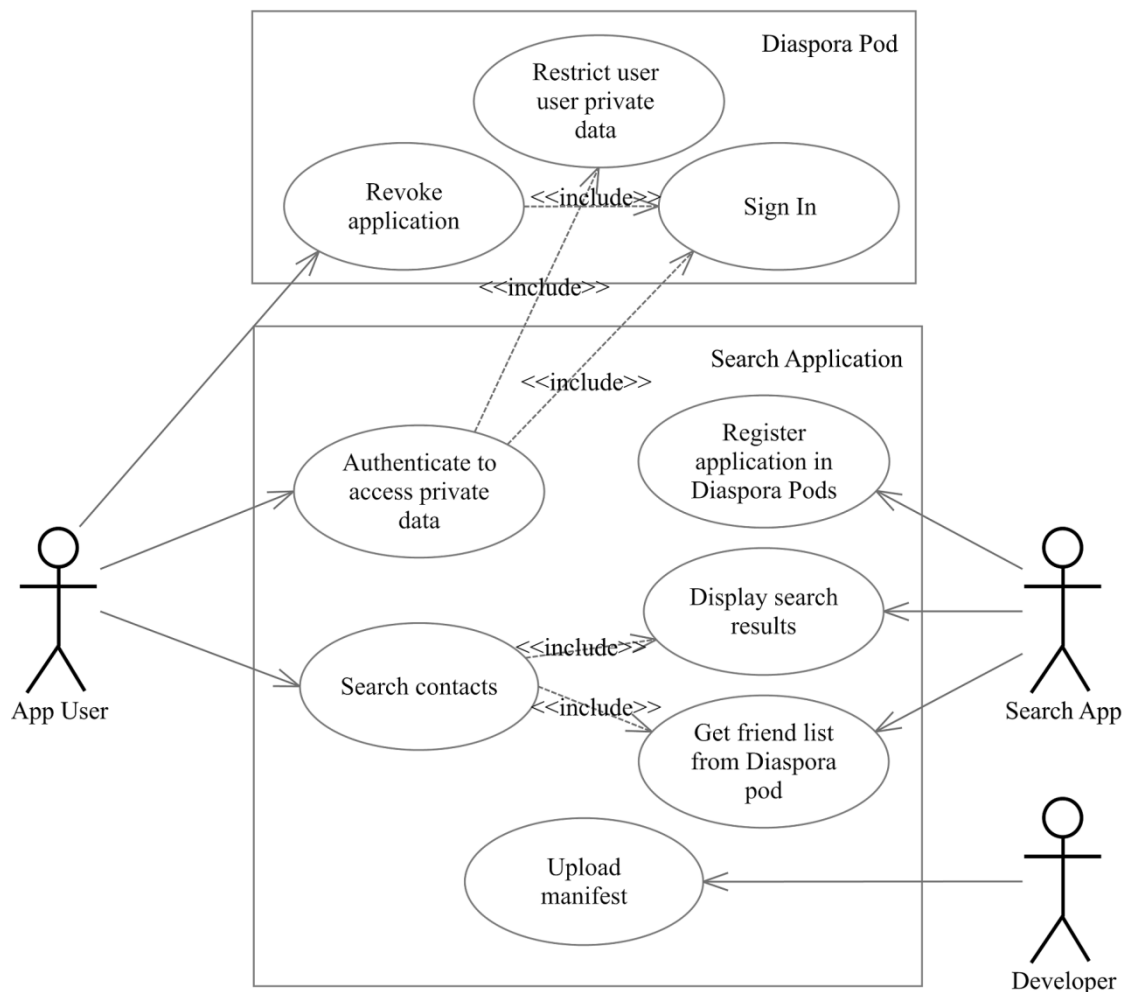 Diaspora Pod
Restrict user
user private
data
Revoke
application
<<include>>
Sign In
<<include>>
Search Application
<<include>>
Register
application in
Diaspora Pods
Authenticate to
access private
data
Display search
results
<<include>>
Search contacts
<<include>>
App User
Search App
Get friend list
from Diaspora
pod
Upload
manifest
Developer